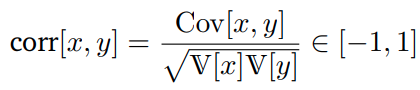 corr[x, y] = Cov[x, y] / √(𝕍[x]𝕍[y]) ∈ [−1, 1]